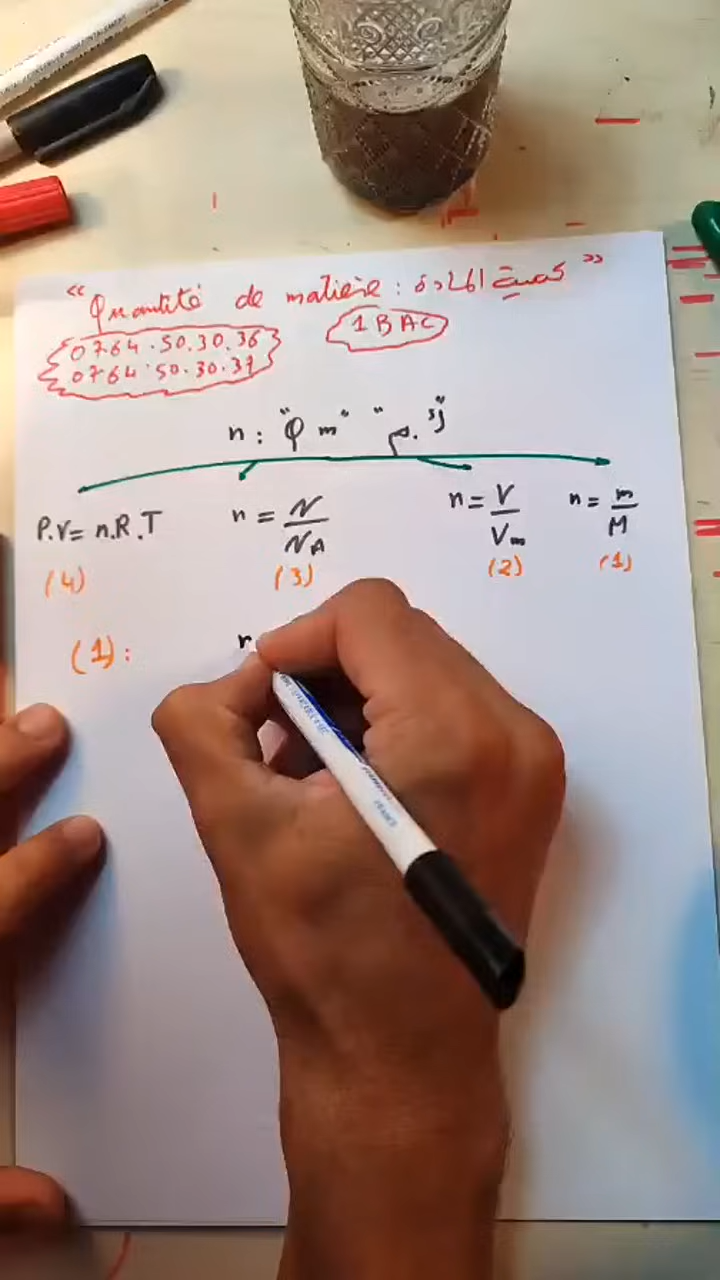 “Quantité de matière : كمية المادة”
0764.50.30.36
0764.50.30.37
1 BAC
n : "Qm"
P.V = n.R.T
n = N/NA
n = V/Vm
n = m/M
(4) (3) (2) (1)
(1) : n